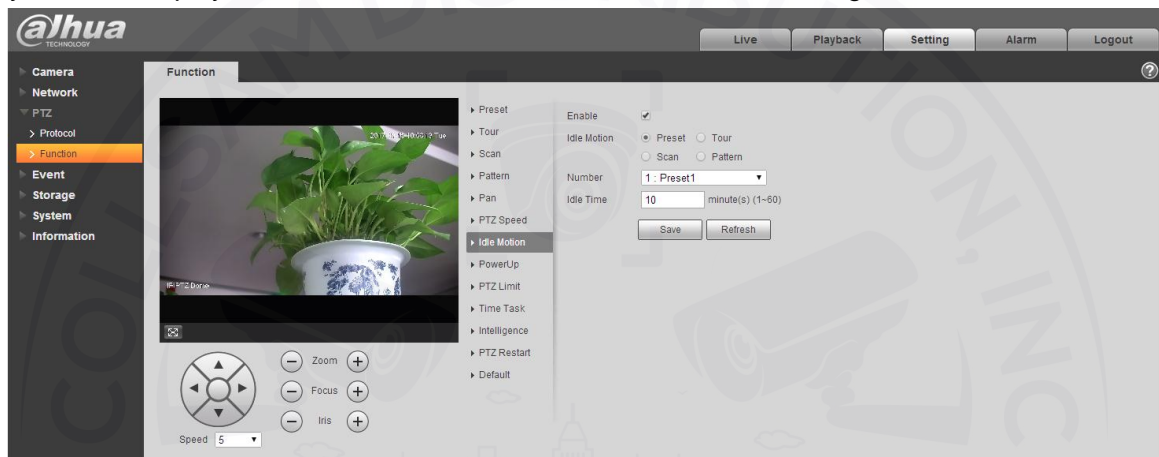 alhua
TECHNOLOGY
Live
Playback
Setting
Alarm
Logout
Camera
Network
PTZ
Protocol
Function
Event
Storage
System
Information
Function
?
IR PTZ Dome
Zoom
Focus
Iris
Speed 5
Preset
Tour
Scan
Pattern
Pan
PTZ Speed
Idle Motion
PowerUp
PTZ Limit
Time Task
Intelligence
PTZ Restart
Default
Enable
Idle Motion Preset Tour
Scan Pattern
Number 1 : Preset1
Idle Time 10 minute(s) (1~60)
Save Refresh